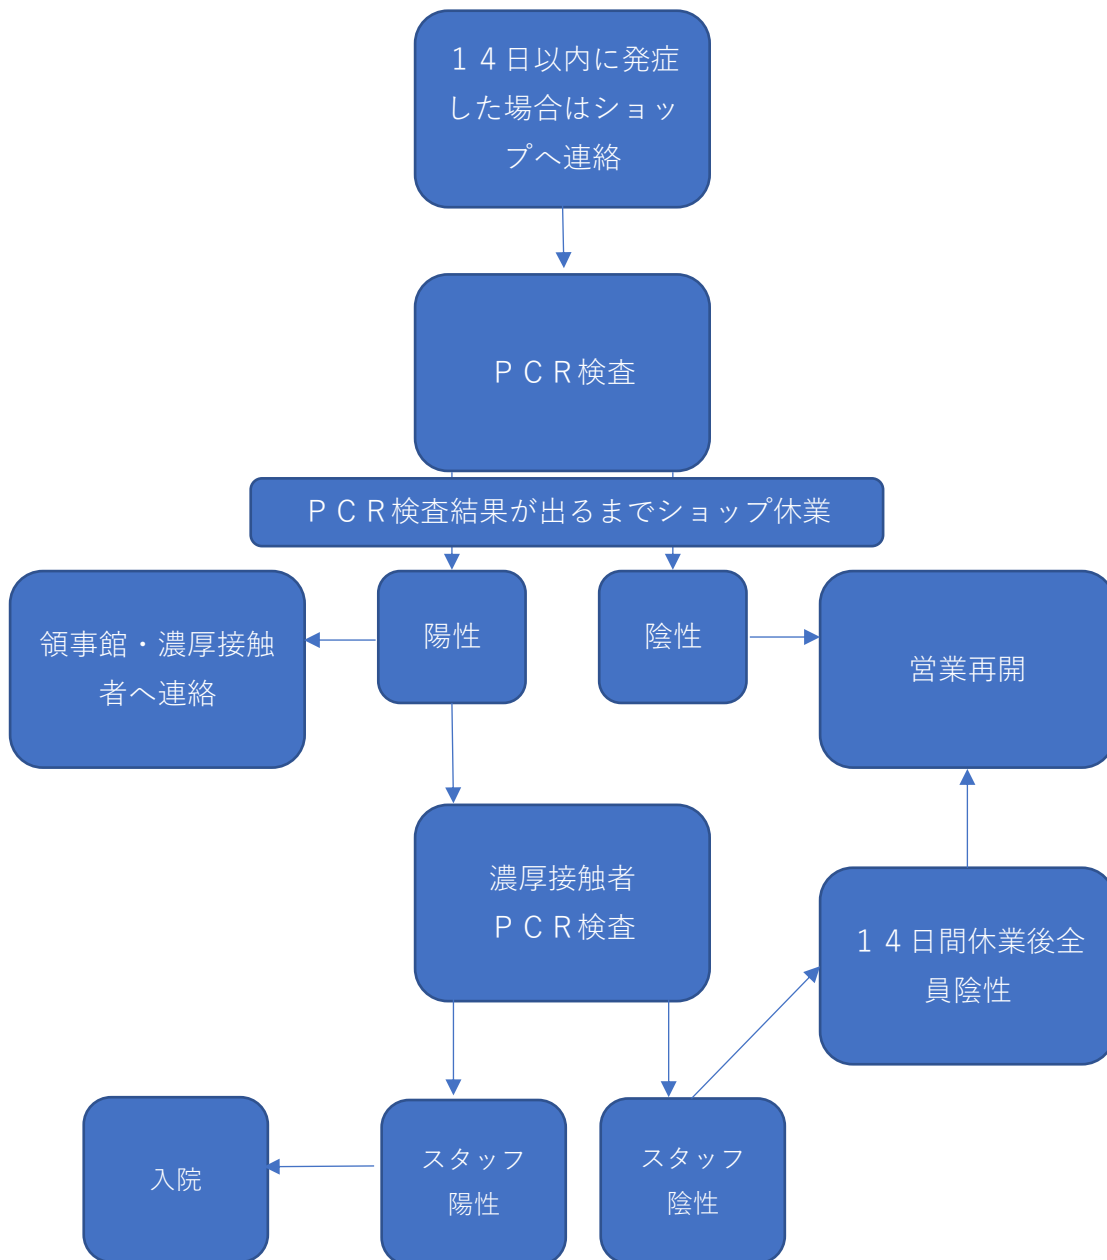 １４日以内に発症
した場合はショッ
プへ連絡
ＰＣＲ検査
ＰＣＲ検査結果が出るまでショップ休業
領事館・濃厚接触
者へ連絡
陽性
陰性
営業再開
濃厚接触者
ＰＣＲ検査
１４日間休業後全
員陰性
入院
スタッフ
陽性
スタッフ
陰性